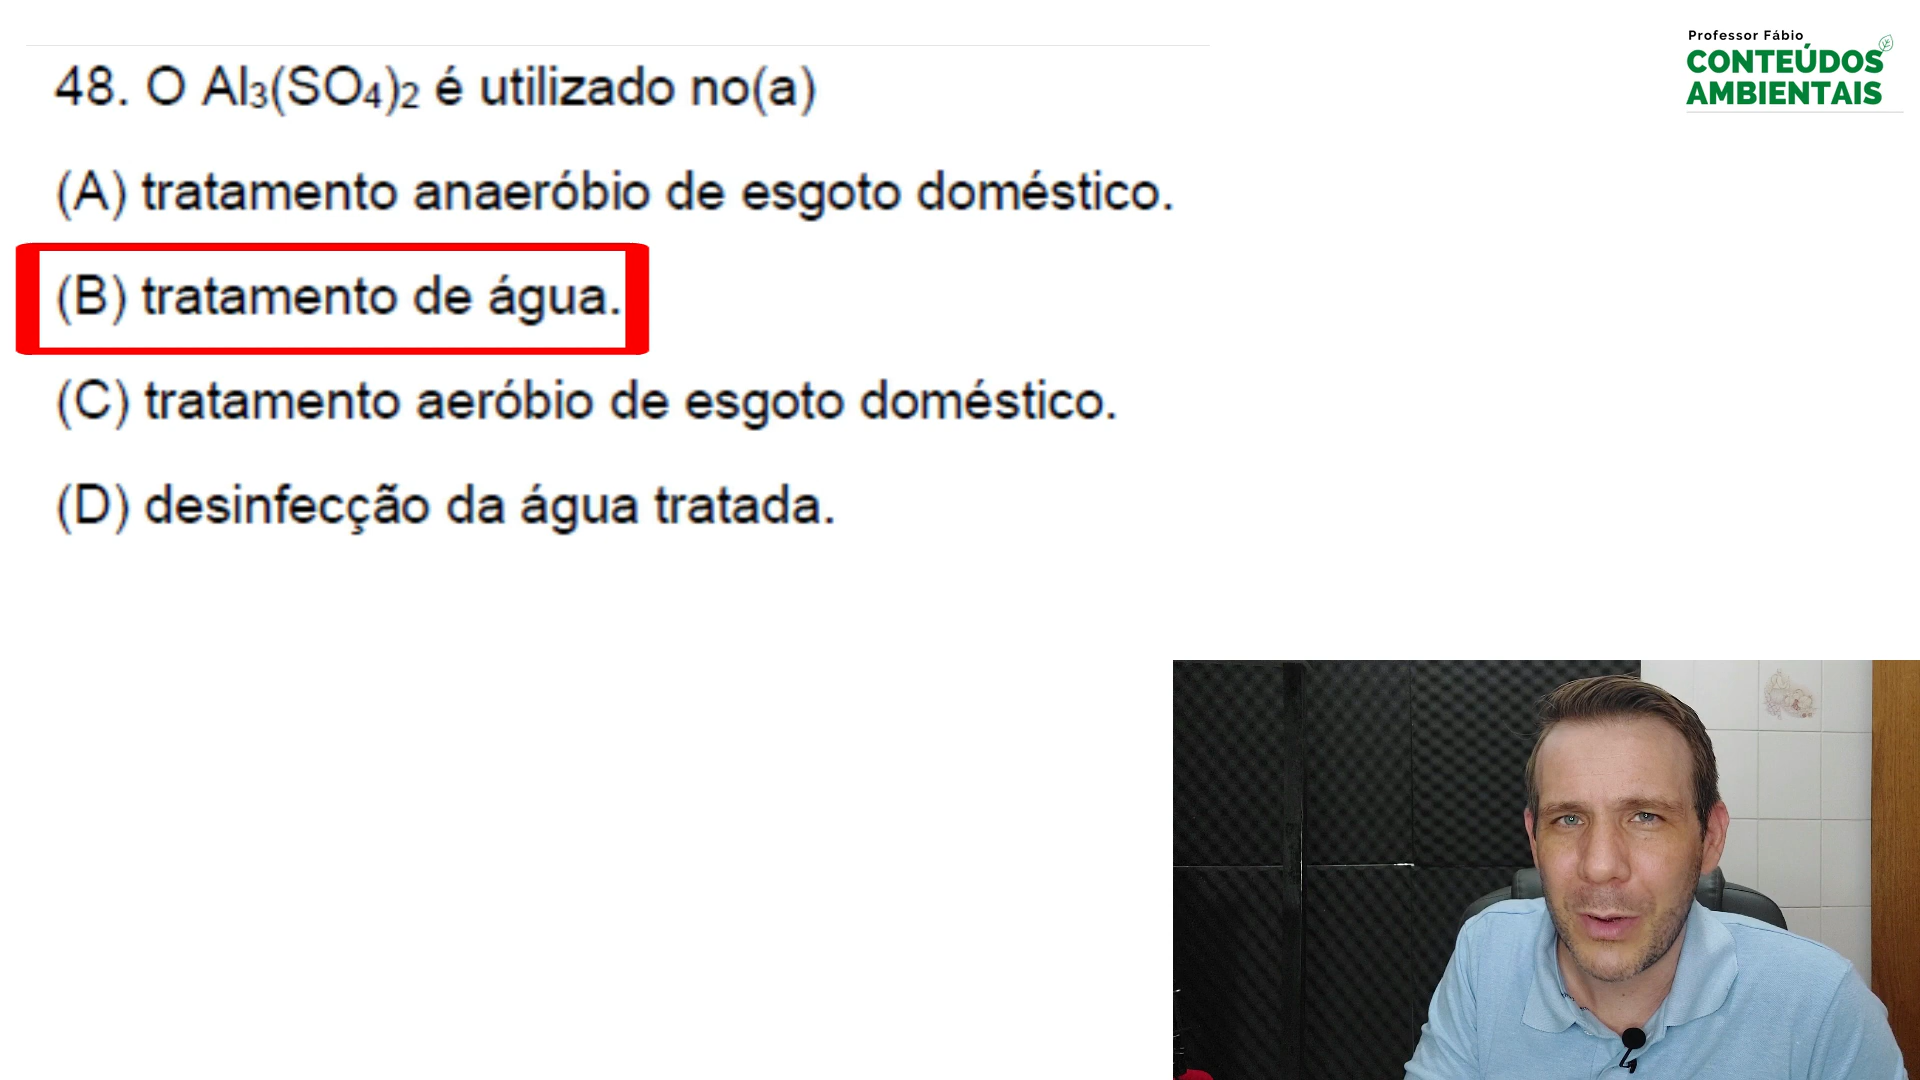 Professor Fábio
CONTEÚDOS
AMBIENTAIS
48. O Al₃(SO₄)₂ é utilizado no(a)
(A) tratamento anaeróbio de esgoto doméstico.
(B) tratamento de água.
(C) tratamento aeróbio de esgoto doméstico.
(D) desinfecção da água tratada.